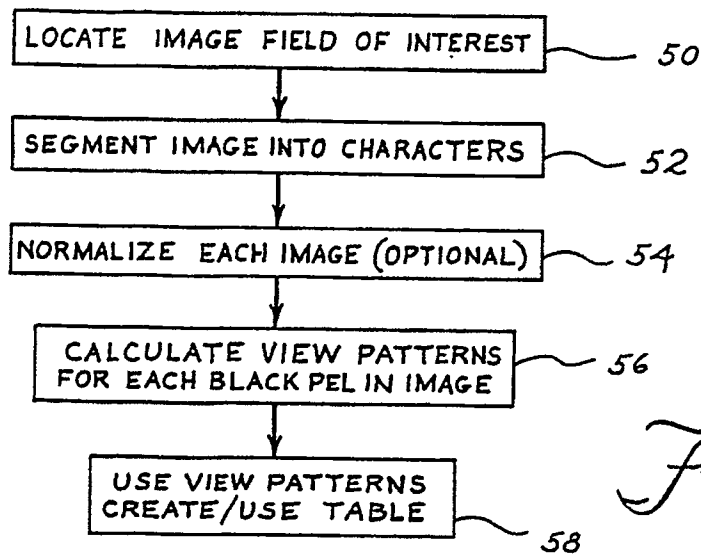 LOCATE IMAGE FIELD OF INTEREST 50
SEGMENT IMAGE INTO CHARACTERS 52
NORMALIZE EACH IMAGE (OPTIONAL) 54
CALCULATE VIEW PATTERNS
FOR EACH BLACK PEL IN IMAGE 56
USE VIEW PATTERNS
CREATE/USE TABLE 58